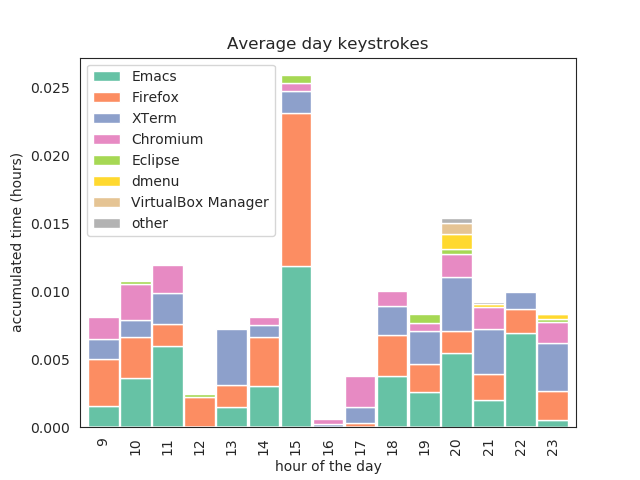 Average day keystrokes
Emacs
Firefox
XTerm
Chromium
Eclipse
dmenu
VirtualBox Manager
other
accumulated time (hours)
0.025
0.020
0.015
0.010
0.005
0.000
9 10 11 12 13 14 15 16 17 18 19 20 21 22 23
hour of the day